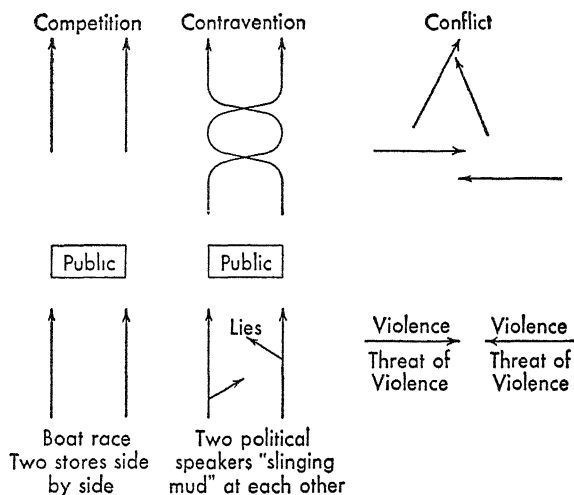 Competition
Contravention
Conflict
Public
Public
Lies
Violence
Violence
Threat of
Violence
Threat of
Violence
Boat race
Two stores side
by side
Two political
speakers "slinging
mud" at each other